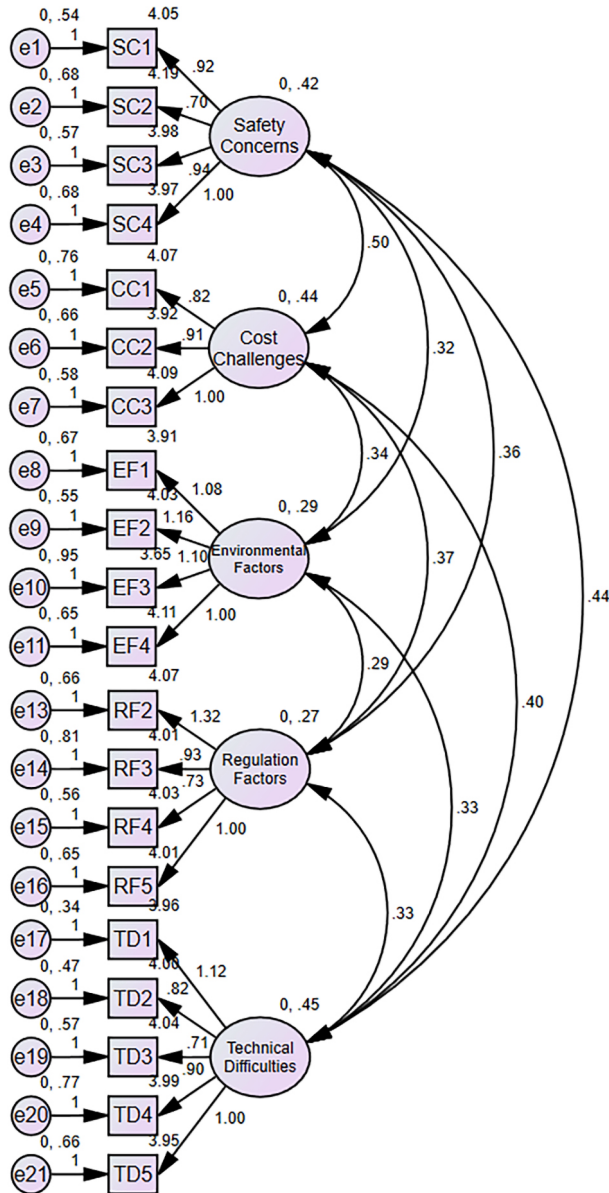 0, .54
4.05
e1
1
SC1
.92
0, .68
4.19
e2
1
SC2
.70
0, .42
Safety
Concerns
0, .57
3.98
e3
1
SC3
.94
0, .68
3.97
1.00
e4
1
SC4
0, .76
4.07
.50
e5
1
CC1
.82
0, .44
0, .66
3.92
e6
1
CC2
.91
Cost
Challenges
.32
0, .58
4.09
e7
1
CC3
1.00
0, .67
3.91
.34
.36
e8
1
EF1
1.08
0, .55
4.03
1.16
0, .29
e9
1
EF2
Environmental
Factors
0, .95
3.65
1.10
.37
e10
1
EF3
0, .65
4.11
1.00
.44
e11
1
EF4
0, .66
4.07
.29
e13
1
RF2
1.32
0, .27
.40
0, .81
4.01
e14
1
RF3
.93
Regulation
Factors
0, .56
4.03
.73
.33
e15
1
RF4
1.00
0, .65
4.01
e16
1
RF5
0, .34
3.96
.33
e17
1
TD1
1.12
0, .47
4.00
.82
0, .45
e18
1
TD2
0, .57
4.04
e19
1
TD3
.71
Technical
Difficulties
0, .77
3.99
.90
e20
1
TD4
1.00
0, .66
3.95
e21
1
TD5